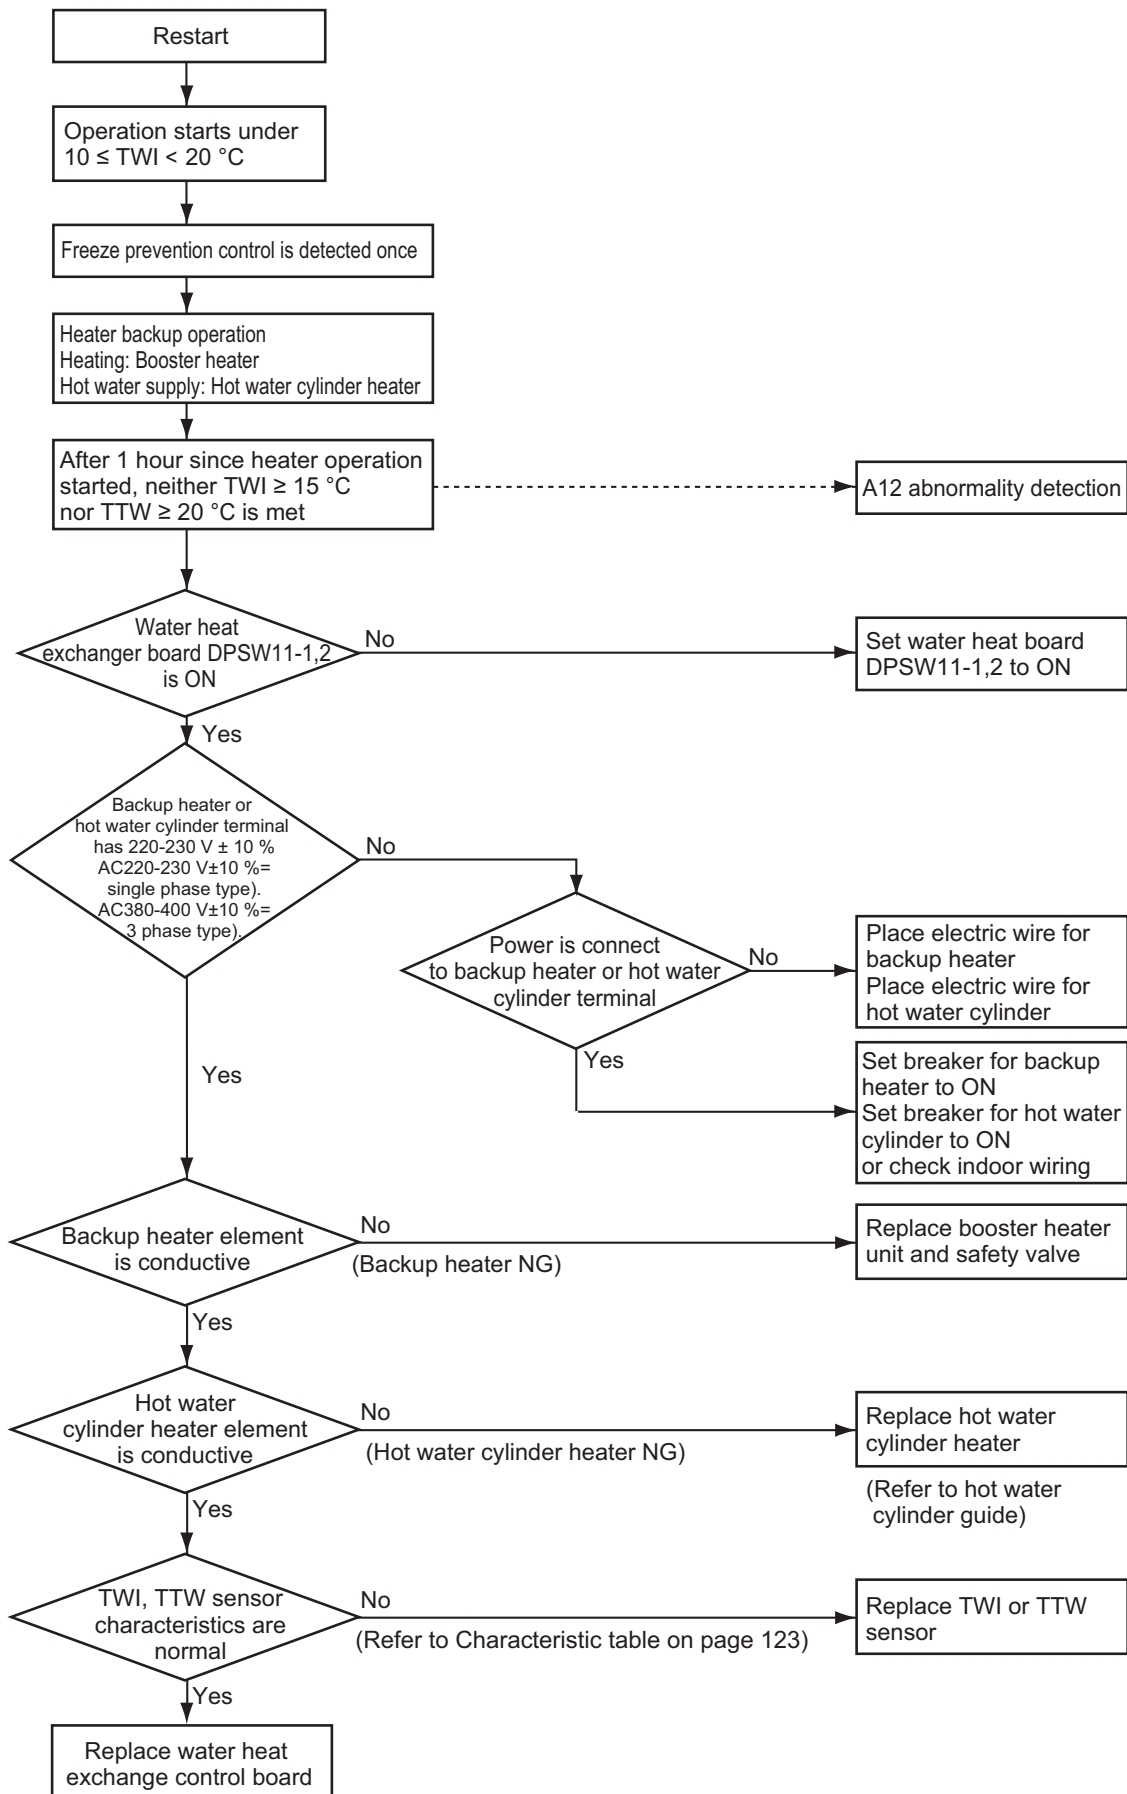 Restart
Operation starts under
10 ≤ TWI < 20 °C
Freeze prevention control is detected once
Heater backup operation
Heating: Booster heater
Hot water supply: Hot water cylinder heater
After 1 hour since heater operation
started, neither TWI ≥ 15 °C
nor TTW ≥ 20 °C is met
A12 abnormality detection
Water heat
exchanger board DPSW11-1,2
is ON
No
Set water heat board
DPSW11-1,2 to ON
Yes
Backup heater or
hot water cylinder terminal
has 220-230 V ± 10 %
AC220-230 V±10 %=
single phase type).
AC380-400 V±10 %=
3 phase type).
No
Power is connect
to backup heater or hot water
cylinder terminal
No
Place electric wire for
backup heater
Place electric wire for
hot water cylinder
Yes
Set breaker for backup
heater to ON
Set breaker for hot water
cylinder to ON
or check indoor wiring
Yes
Backup heater element
is conductive
No
(Backup heater NG)
Replace booster heater
unit and safety valve
Yes
Hot water
cylinder heater element
is conductive
No
(Hot water cylinder heater NG)
Replace hot water
cylinder heater
(Refer to hot water
cylinder guide)
Yes
TWI, TTW sensor
characteristics are
normal
No
(Refer to Characteristic table on page 123)
Replace TWI or TTW
sensor
Yes
Replace water heat
exchange control board